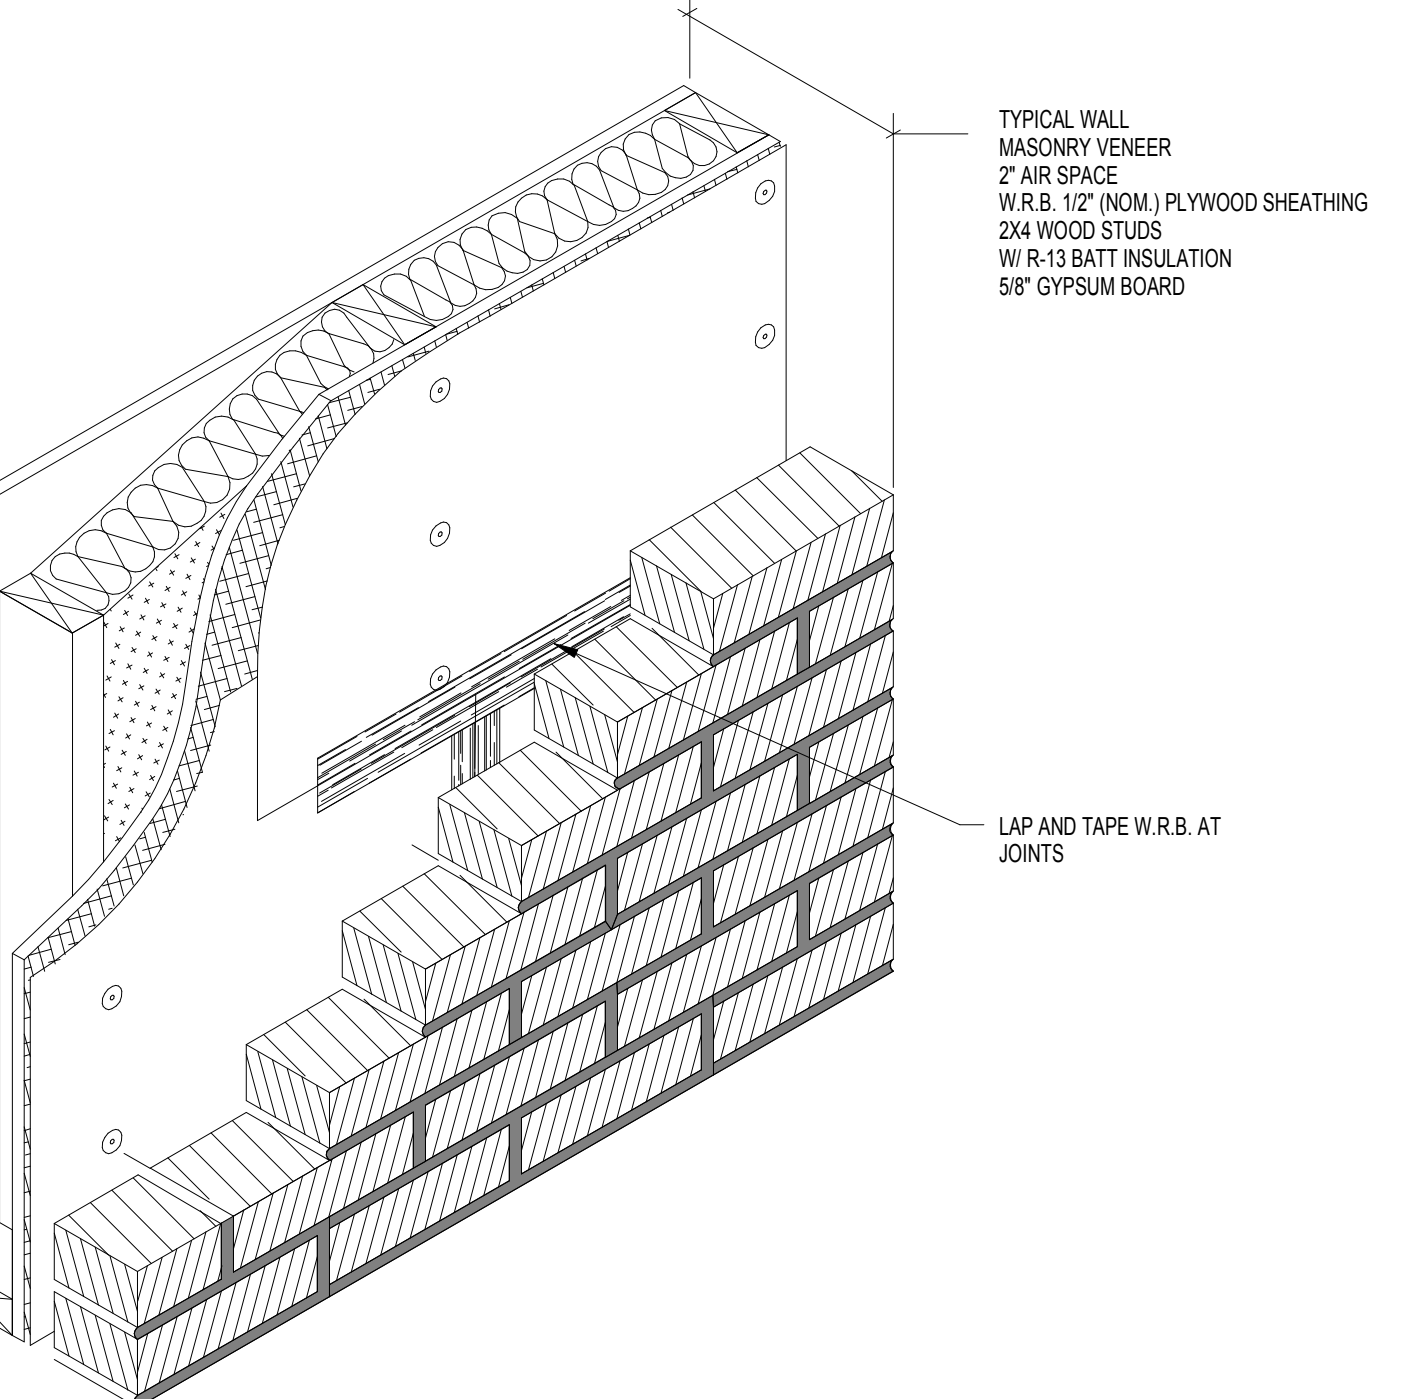 TYPICAL WALL
MASONRY VENEER
2" AIR SPACE
W.R.B. 1/2" (NOM.) PLYWOOD SHEATHING
2X4 WOOD STUDS
W/ R-13 BATT INSULATION
5/8" GYPSUM BOARD
LAP AND TAPE W.R.B. AT
JOINTS